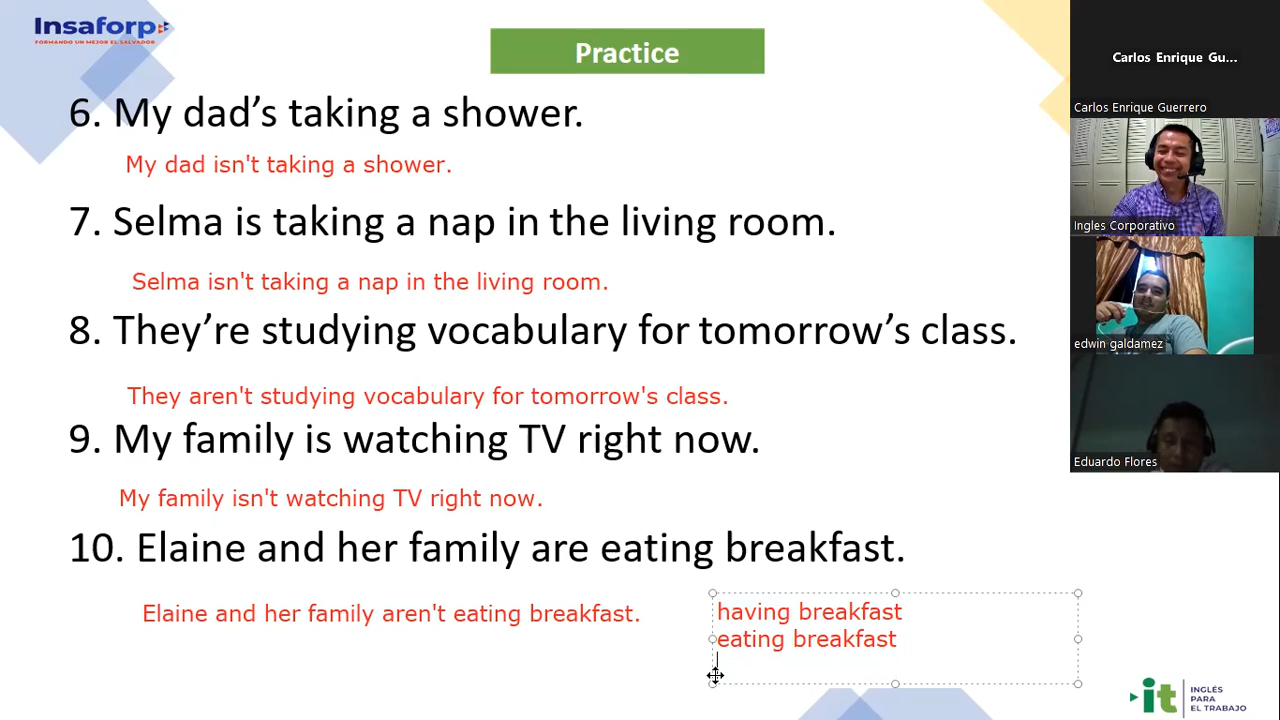 Insaforp
FORMANDO UN MEJOR EL SALVADOR
Practice
6. My dad’s taking a shower.
My dad isn't taking a shower.
7. Selma is taking a nap in the living room.
Selma isn't taking a nap in the living room.
8. They’re studying vocabulary for tomorrow’s class.
They aren't studying vocabulary for tomorrow's class.
9. My family is watching TV right now.
My family isn't watching TV right now.
10. Elaine and her family are eating breakfast.
Elaine and her family aren't eating breakfast.
having breakfast
eating breakfast
Carlos Enrique Gu...
Carlos Enrique Guerrero
Ingles Corporativo
edwin galdamez
Eduardo Flores
it
INGLÉS
PARA
EL TRABAJO